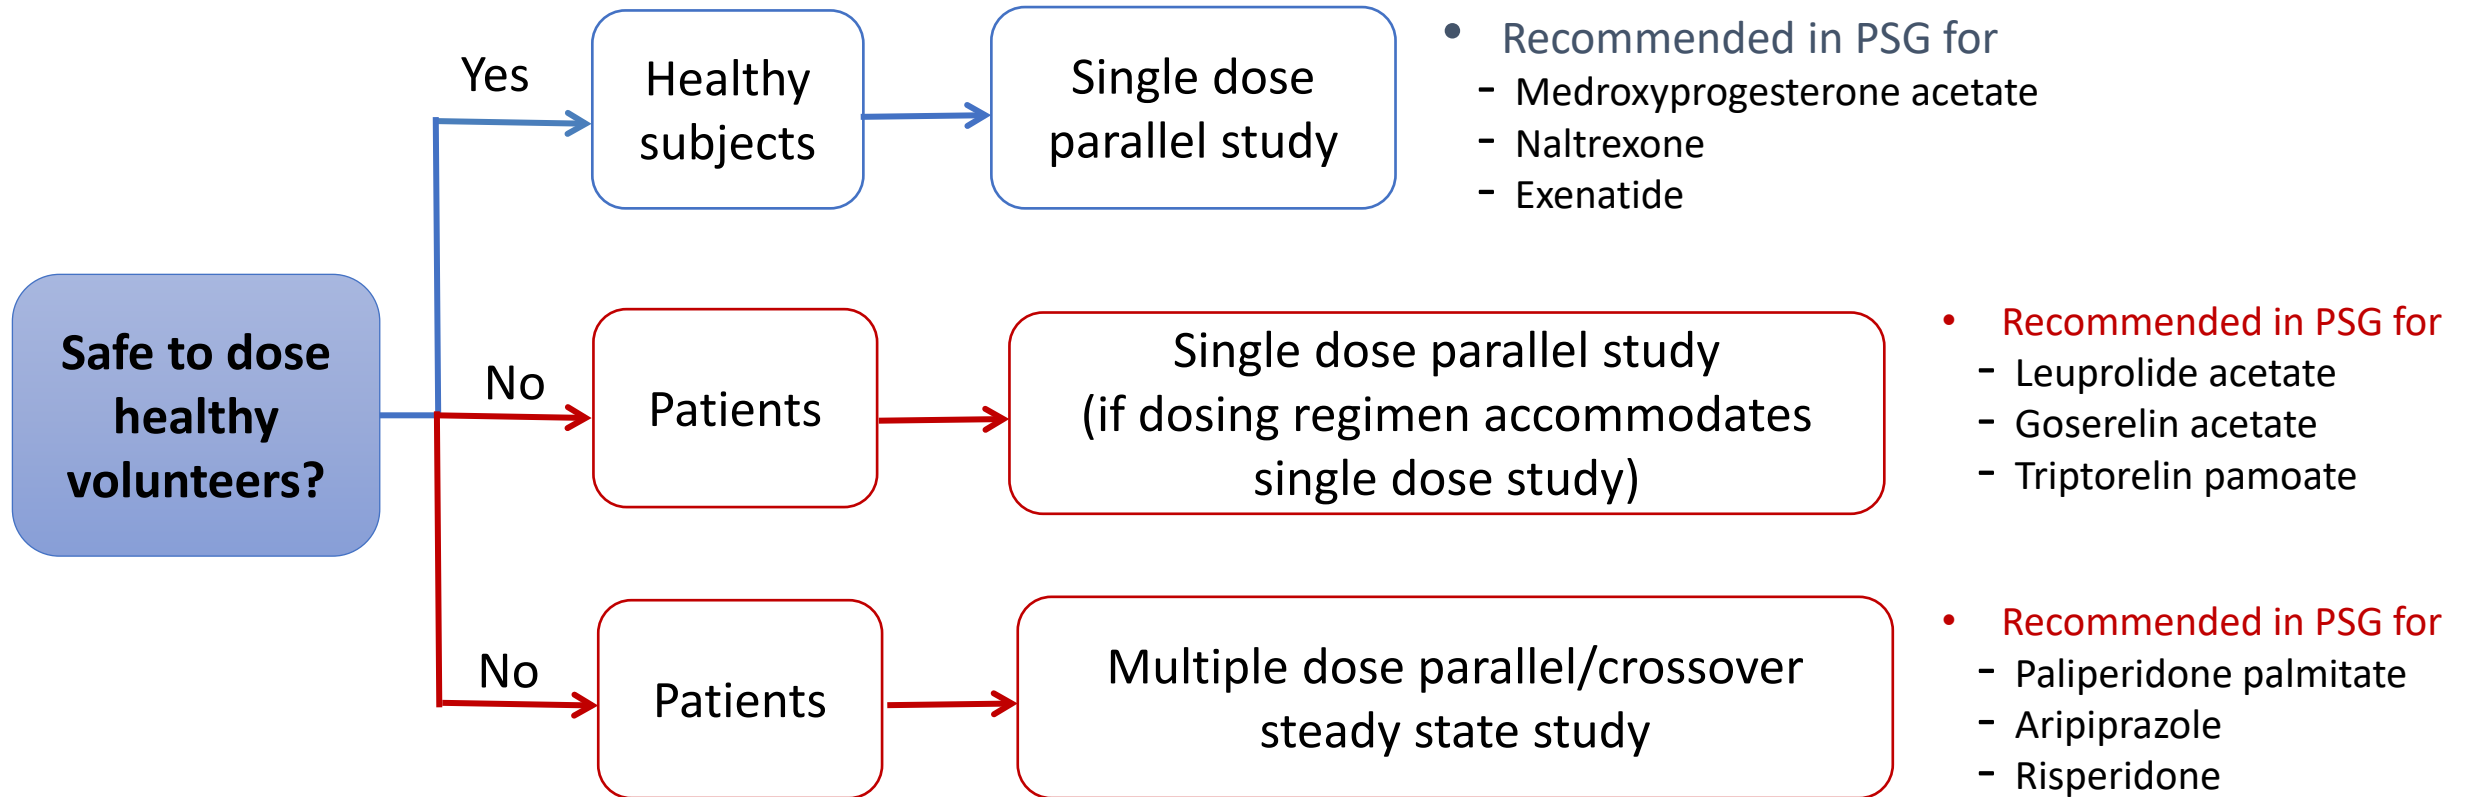 Safe to dose
healthy
volunteers?
Yes
Healthy
subjects
Single dose
parallel study
• Recommended in PSG for
- Medroxyprogesterone acetate
- Naltrexone
- Exenatide
No
Patients
Single dose parallel study
(if dosing regimen accommodates
single dose study)
• Recommended in PSG for
- Leuprolide acetate
- Goserelin acetate
- Triptorelin pamoate
No
Patients
Multiple dose parallel/crossover
steady state study
• Recommended in PSG for
- Paliperidone palmitate
- Aripiprazole
- Risperidone